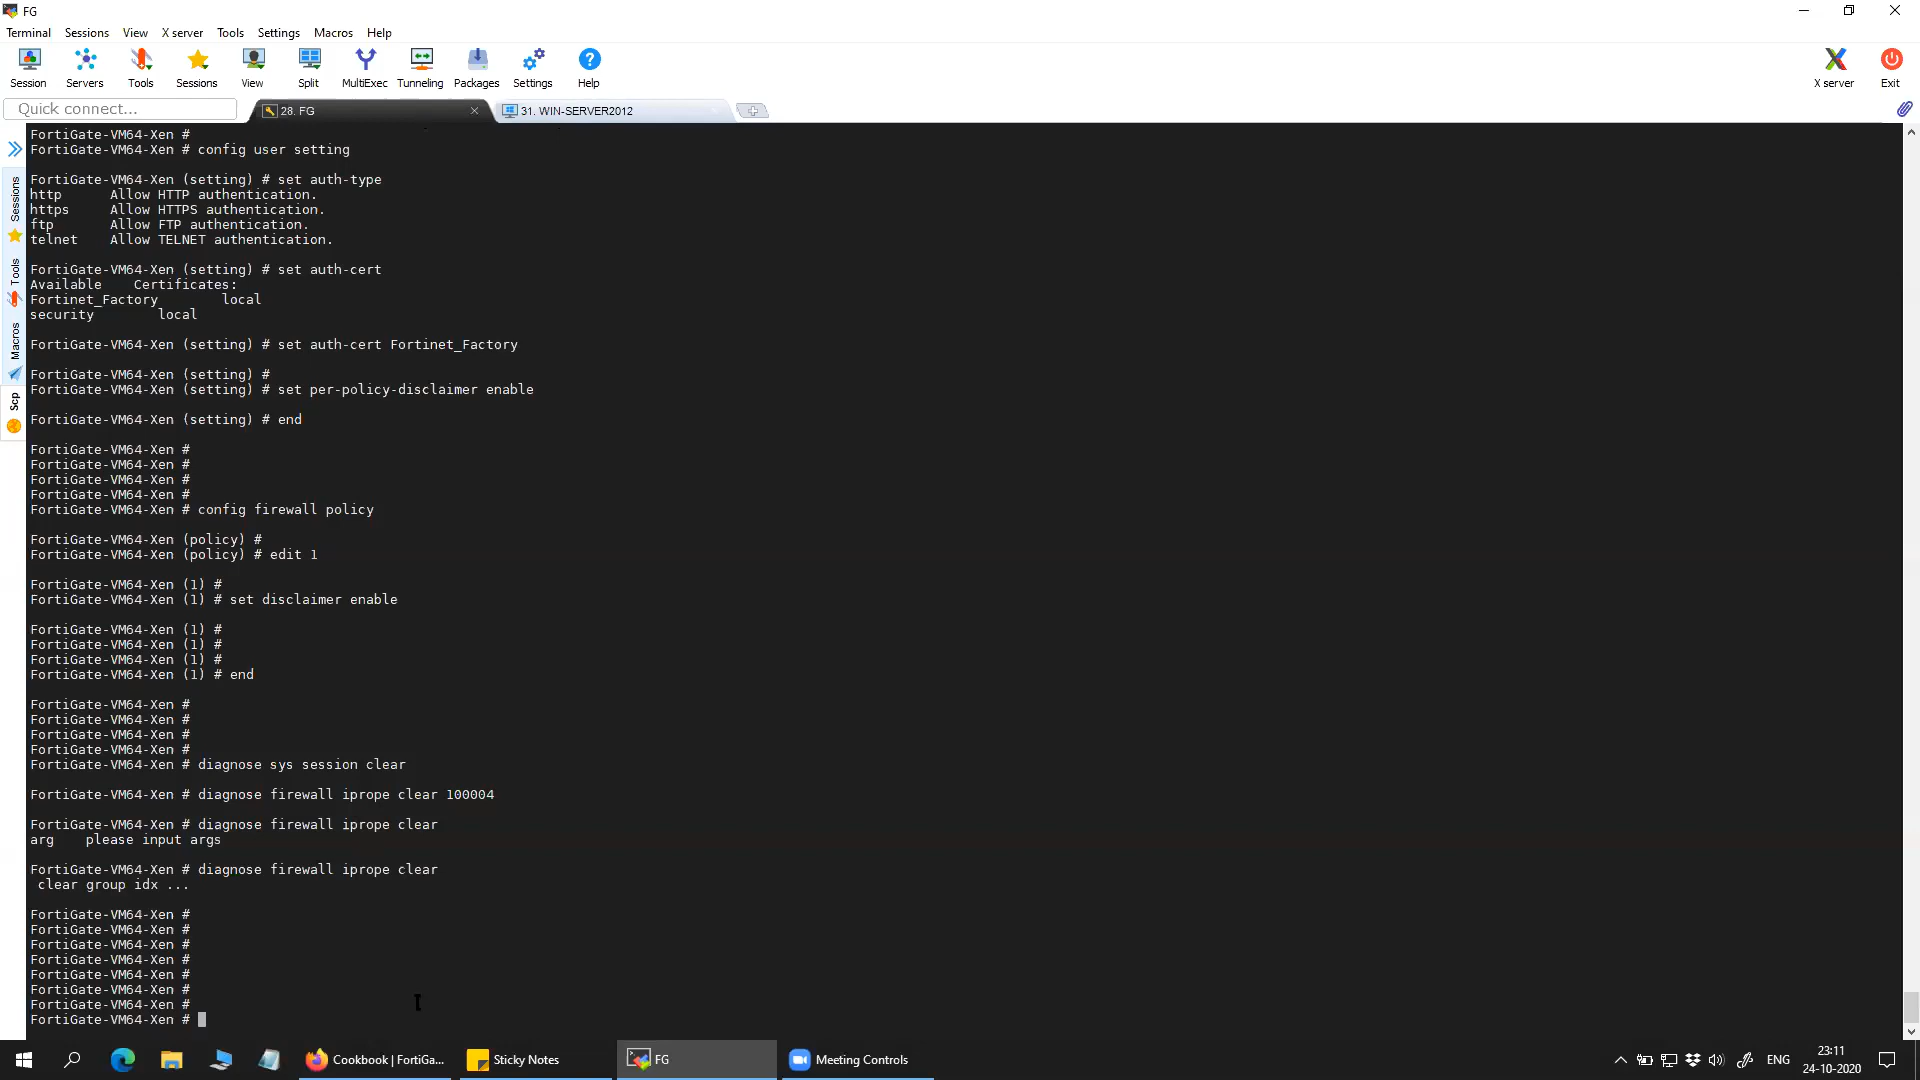 FG
Terminal Sessions View X server Tools Settings Macros Help
Session Servers Tools Sessions View Split MultiExec Tunneling Packages Settings Help X server Exit
Quick connect... 28. FG 31. WIN-SERVER2012
Sessions
Tools
Macros
Scp
FortiGate-VM64-Xen #
FortiGate-VM64-Xen # config user setting
FortiGate-VM64-Xen (setting) # set auth-type
http Allow HTTP authentication.
https Allow HTTPS authentication.
ftp Allow FTP authentication.
telnet Allow TELNET authentication.
FortiGate-VM64-Xen (setting) # set auth-cert
Available Certificates:
Fortinet_Factory local
security local
FortiGate-VM64-Xen (setting) # set auth-cert Fortinet_Factory
FortiGate-VM64-Xen (setting) #
FortiGate-VM64-Xen (setting) # set per-policy-disclaimer enable
FortiGate-VM64-Xen (setting) # end
FortiGate-VM64-Xen #
FortiGate-VM64-Xen #
FortiGate-VM64-Xen #
FortiGate-VM64-Xen #
FortiGate-VM64-Xen # config firewall policy
FortiGate-VM64-Xen (policy) #
FortiGate-VM64-Xen (policy) # edit 1
FortiGate-VM64-Xen (1) #
FortiGate-VM64-Xen (1) # set disclaimer enable
FortiGate-VM64-Xen (1) #
FortiGate-VM64-Xen (1) #
FortiGate-VM64-Xen (1) #
FortiGate-VM64-Xen (1) # end
FortiGate-VM64-Xen #
FortiGate-VM64-Xen #
FortiGate-VM64-Xen #
FortiGate-VM64-Xen #
FortiGate-VM64-Xen # diagnose sys session clear
FortiGate-VM64-Xen # diagnose firewall iprope clear 100004
FortiGate-VM64-Xen # diagnose firewall iprope clear
arg please input args
FortiGate-VM64-Xen # diagnose firewall iprope clear
clear group idx ...
FortiGate-VM64-Xen #
FortiGate-VM64-Xen #
FortiGate-VM64-Xen #
FortiGate-VM64-Xen #
FortiGate-VM64-Xen #
FortiGate-VM64-Xen #
FortiGate-VM64-Xen #
FortiGate-VM64-Xen #
Cookbook | FortiGa... Sticky Notes FG Meeting Controls ENG 23:11
24-10-2020